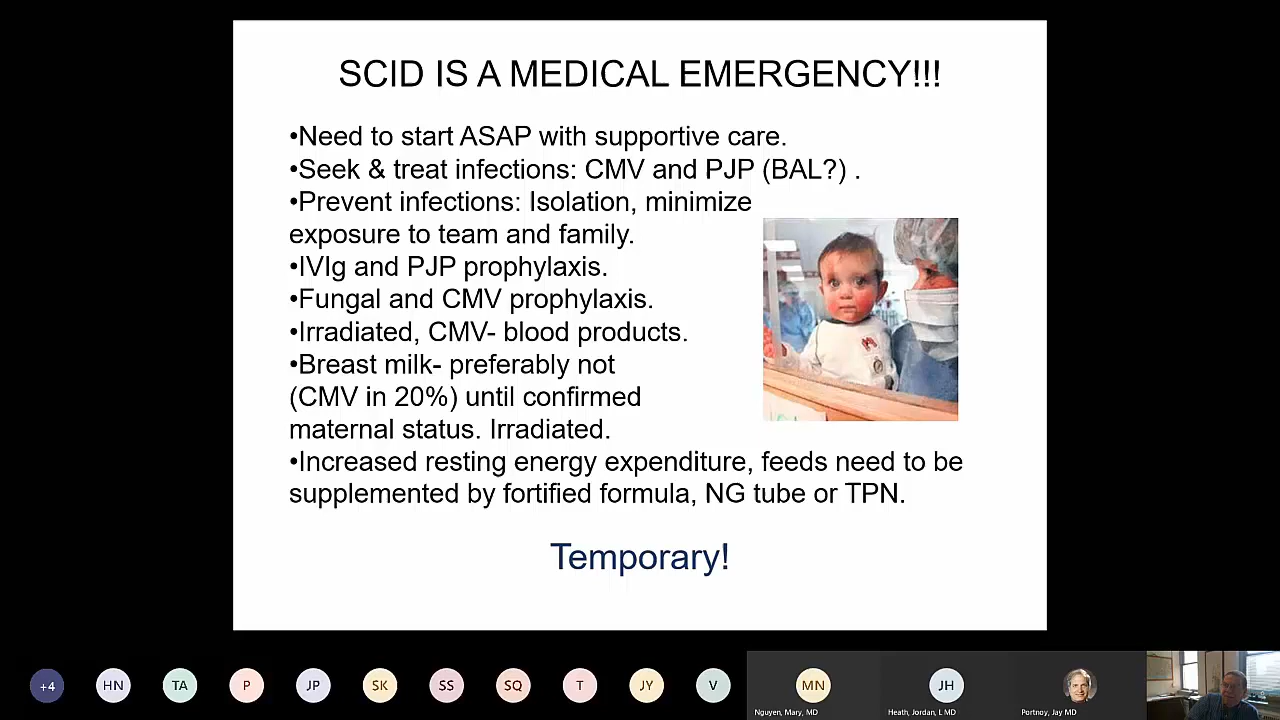 SCID IS A MEDICAL EMERGENCY!!!
•Need to start ASAP with supportive care.
•Seek & treat infections: CMV and PJP (BAL?) .
•Prevent infections: Isolation, minimize
exposure to team and family.
•IVIg and PJP prophylaxis.
•Fungal and CMV prophylaxis.
•Irradiated, CMV- blood products.
•Breast milk- preferably not
(CMV in 20%) until confirmed
maternal status. Irradiated.
•Increased resting energy expenditure, feeds need to be
supplemented by fortified formula, NG tube or TPN.
Temporary!
+4 HN TA P JP SK SS SQ T JY V MN JH
Nguyen, Mary, MD Heath, Jordan, L MD Portnoy, Jay MD